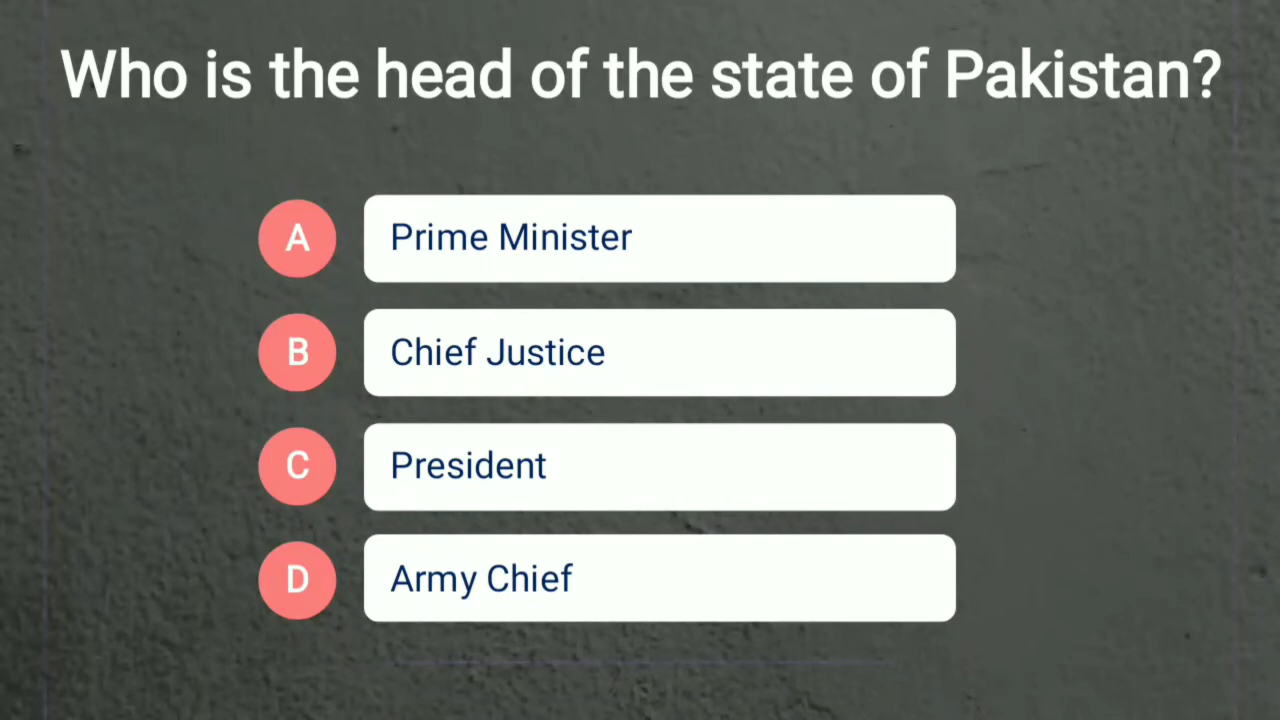 Who is the head of the state of Pakistan?
A Prime Minister
B Chief Justice
C President
D Army Chief